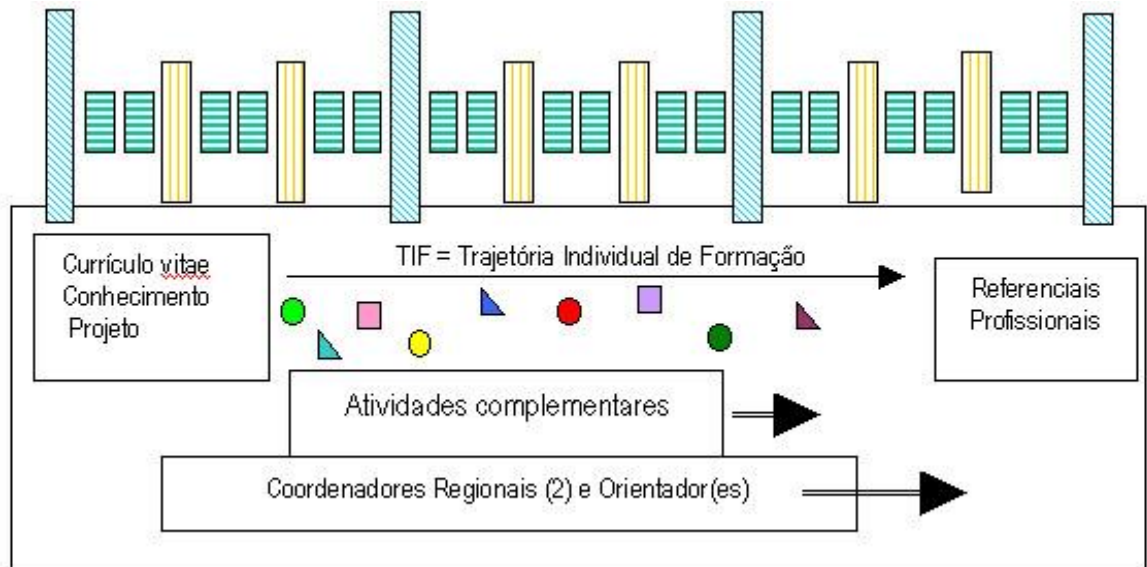 TIF = Trajetória Individual de Formação
Currículo vitae
Conhecimento
Projeto
Referenciais
Profissionais
Atividades complementares
Coordenadores Regionais (2) e Orientador(es)